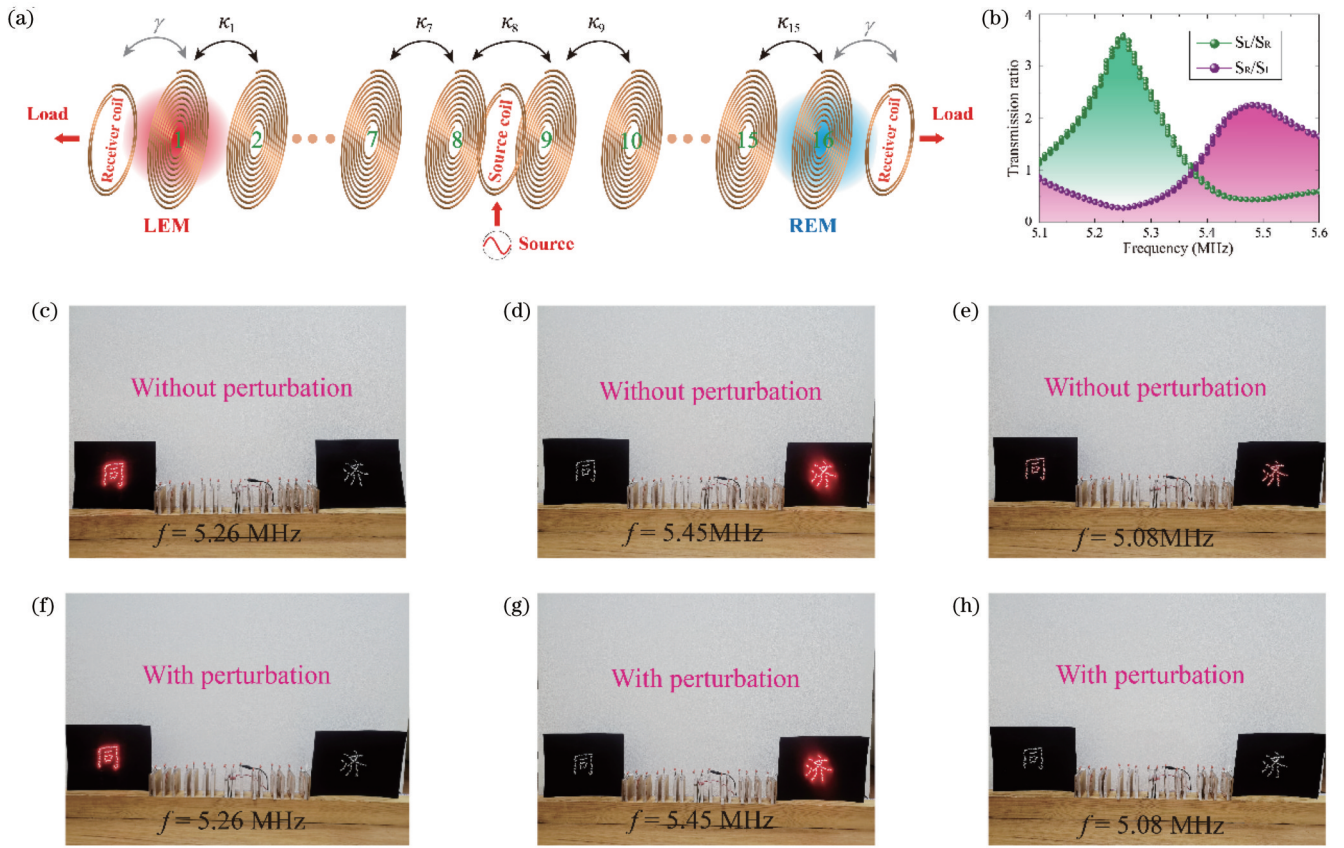 (a)
γ
κ₁
κ₇
κ₈
κ₉
κ₁₅
γ
Load
Receiver coil
1
2
7
8
Source coil
9
10
15
16
Receiver coil
Load
LEM
Source
REM
(b)
Transmission ratio
4
3
2
1
0
S_L/S_R
S_R/S_L
5.1
5.2
5.3
5.4
5.5
5.6
Frequency (MHz)
(c)
Without perturbation
同
济
f = 5.26 MHz
(d)
Without perturbation
同
济
f = 5.45MHz
(e)
Without perturbation
同
济
f = 5.08MHz
(f)
With perturbation
同
济
f = 5.26 MHz
(g)
With perturbation
同
济
f = 5.45 MHz
(h)
With perturbation
同
济
f = 5.08 MHz